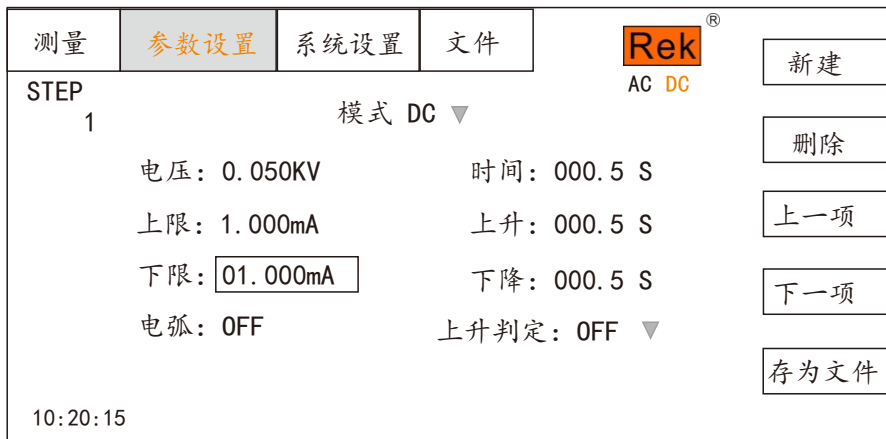 测量 参数设置 系统设置 文件 Rek ®
AC DC
新建
STEP
1
模式 DC ▼
删除
电压: 0.050KV 时间: 000.5 S
上限: 1.000mA 上升: 000.5 S
上一项
下限: 01.000mA 下降: 000.5 S
下一项
电弧: OFF 上升判定: OFF ▼
存为文件
10:20:15